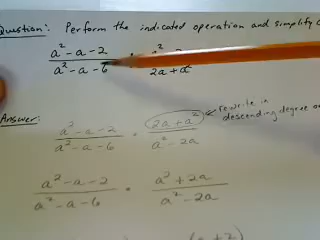 Question: Perform the indicated operation and simplify
a² - a - 2 / a² - a - 6 · a² / 2a + a
Answer:
a² - a - 2 / a² - a - 6 · 2a + a² / a² - 2a ← rewrite in descending degree
a² - a - 2 / a² - a - 6 · a² + 2a / a² - 2a
(a + 2)